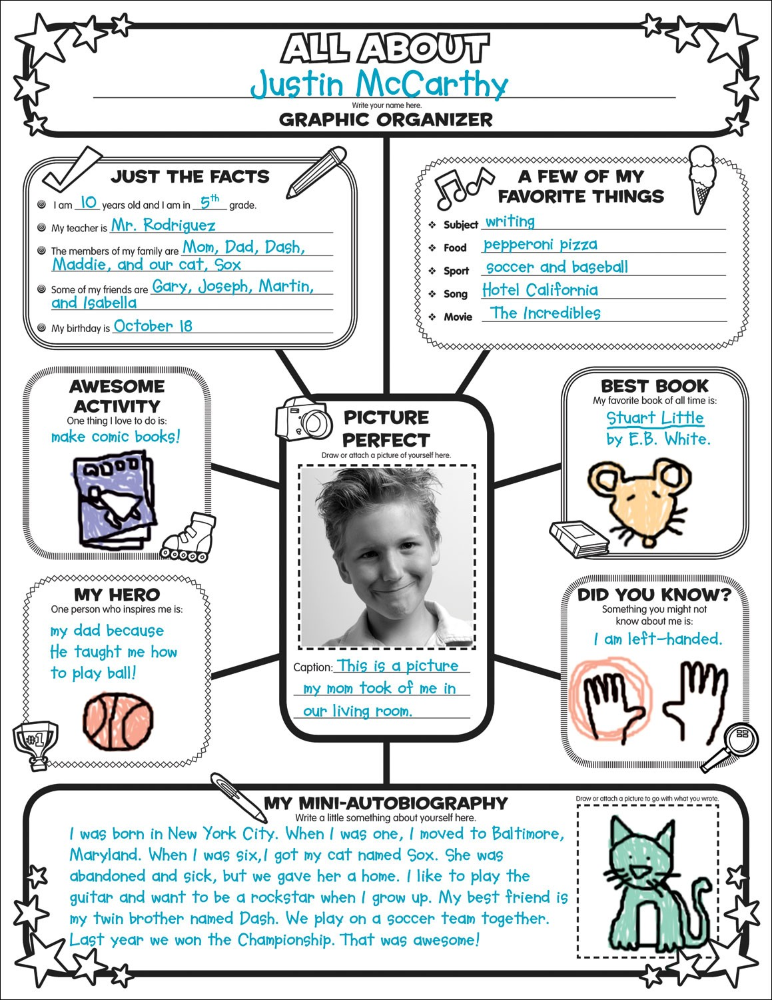 ALL ABOUT
Justin McCarthy
Write your name here.
GRAPHIC ORGANIZER
JUST THE FACTS
I am 10 years old and I am in 5th grade.
My teacher is Mr. Rodriguez
The members of my family are Mom, Dad, Dash,
Maddie, and our cat, Sox
Some of my friends are Gary, Joseph, Martin,
and Isabella
My birthday is October 18
A FEW OF MY
FAVORITE THINGS
Subject writing
Food pepperoni pizza
Sport soccer and baseball
Song Hotel California
Movie The Incredibles
AWESOME
ACTIVITY
One thing I love to do is:
make comic books!
PICTURE
PERFECT
Draw or attach a picture of yourself here.
Caption: This is a picture
my mom took of me in
our living room.
BEST BOOK
My favorite book of all time is:
Stuart Little
by E.B. White.
MY HERO
One person who inspires me is:
my dad because
He taught me how
to play ball!
#1
DID YOU KNOW?
Something you might not
know about me is:
I am left-handed.
MY MINI-AUTOBIOGRAPHY
Write a little something about yourself here.
I was born in New York City. When I was one, I moved to Baltimore,
Maryland. When I was six,I got my cat named Sox. She was
abandoned and sick, but we gave her a home. I like to play the
guitar and want to be a rockstar when I grow up. My best friend is
my twin brother named Dash. We play on a soccer team together.
Last year we won the Championship. That was awesome!
Draw or attach a picture to go with what you wrote.